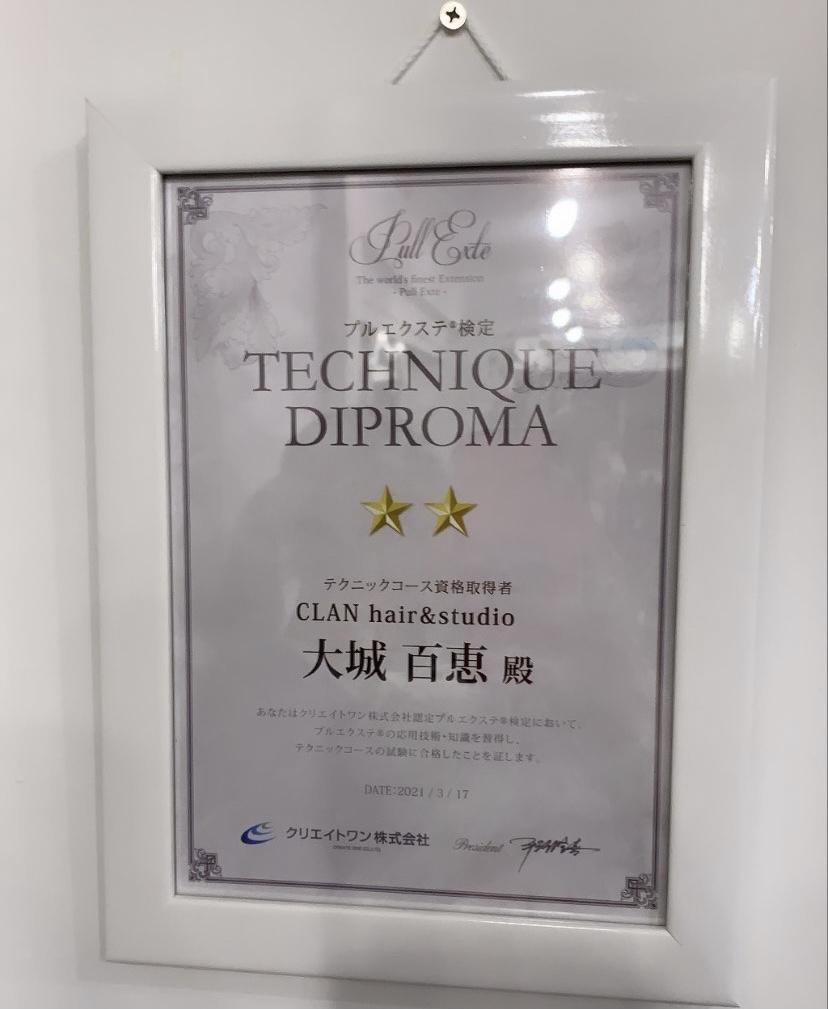 Pull Exte
The world's finest Extension
- Pull Exte -
プルエクステ®検定
TECHNIQUE
DIPROMA
テクニックコース資格取得者
CLAN hair&studio
大城 百恵 殿
あなたはクリエイトワン株式会社認定プルエクステ®検定において、
プルエクステ®の応用技術・知識を習得し、
テクニックコースの試験に合格したことを証します。
DATE:2021 / 3 / 17
クリエイトワン株式会社
CREATE ONE CO.,LTD.
President